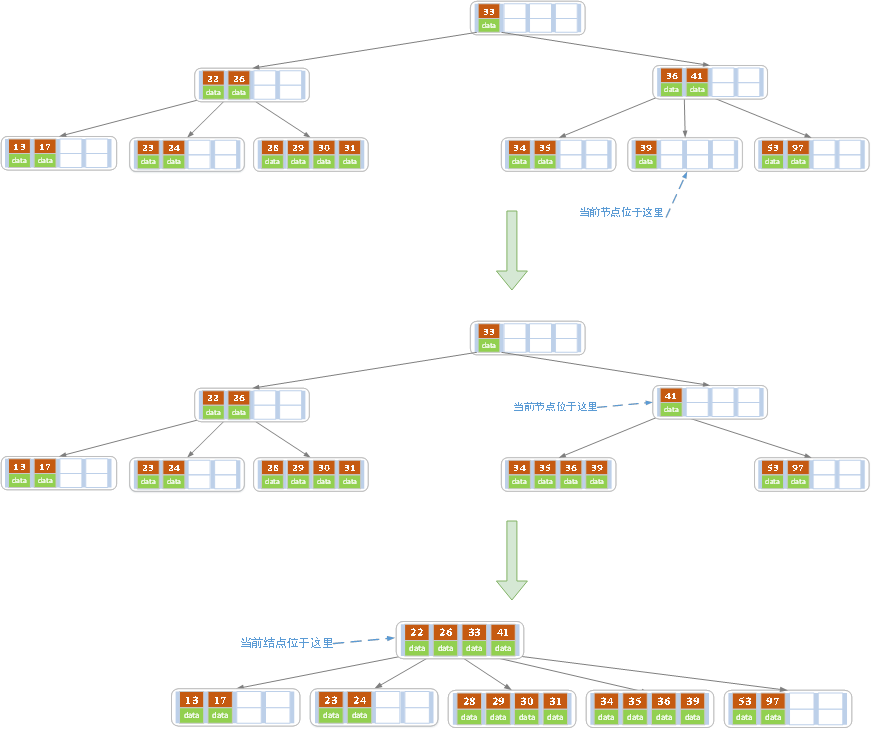 33
data
22 26
data data
36 41
data data
13 17
data data
23 24
data data
28 29 30 31
data data data data
34 35
data data
39
data
53 97
data data
当前节点位于这里
33
data
22 26
data data
当前节点位于这里
41
data
13 17
data data
23 24
data data
28 29 30 31
data data data data
34 35 36 39
data data data data
53 97
data data
当前结点位于这里
22 26 33 41
data data data data
13 17
data data
23 24
data data
28 29 30 31
data data data data
34 35 36 39
data data data data
53 97
data data